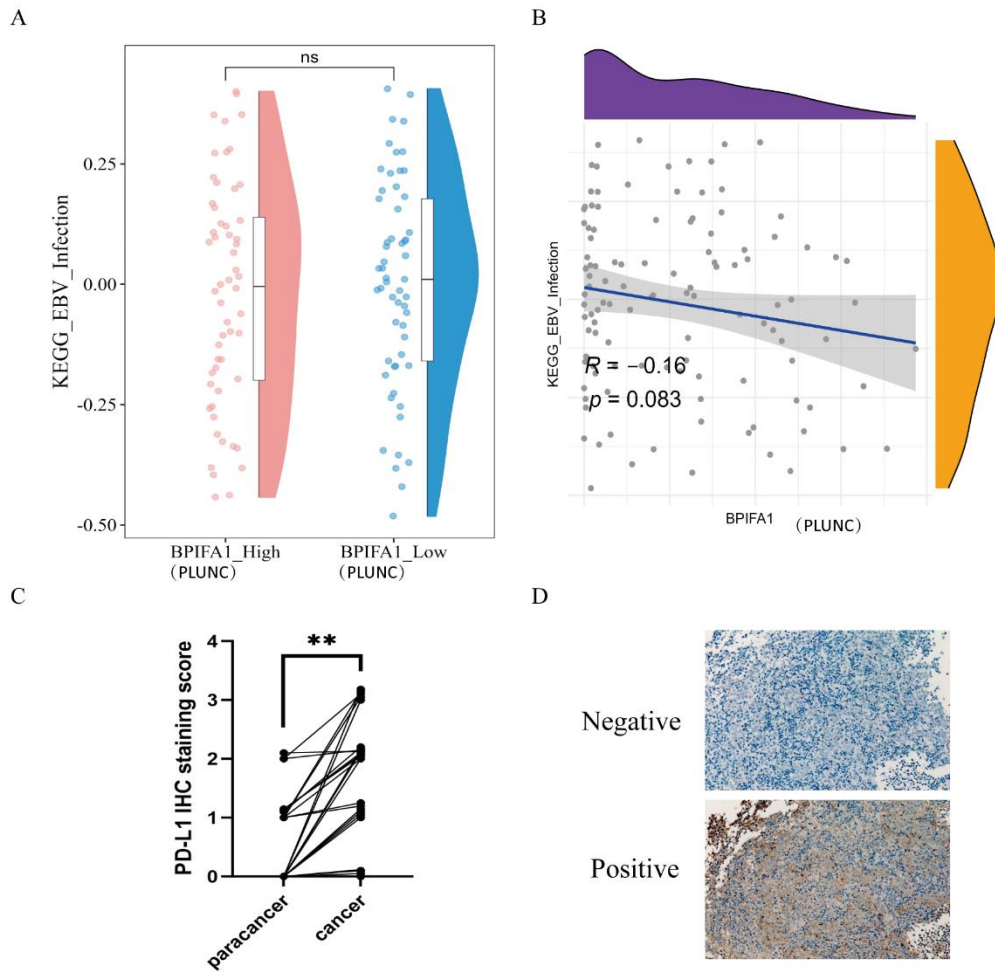 A
ns
KEGG_EBV_Infection
0.25
0.00
-0.25
-0.50
BPIFA1_High
(PLUNC)
BPIFA1_Low
(PLUNC)
B
KEGG_EBV_Infection
R = −0.16
p = 0.083
BPIFA1 (PLUNC)
C
**
PD-L1 IHC staining score
4
3
2
1
0
paracancer
cancer
D
Negative
Positive